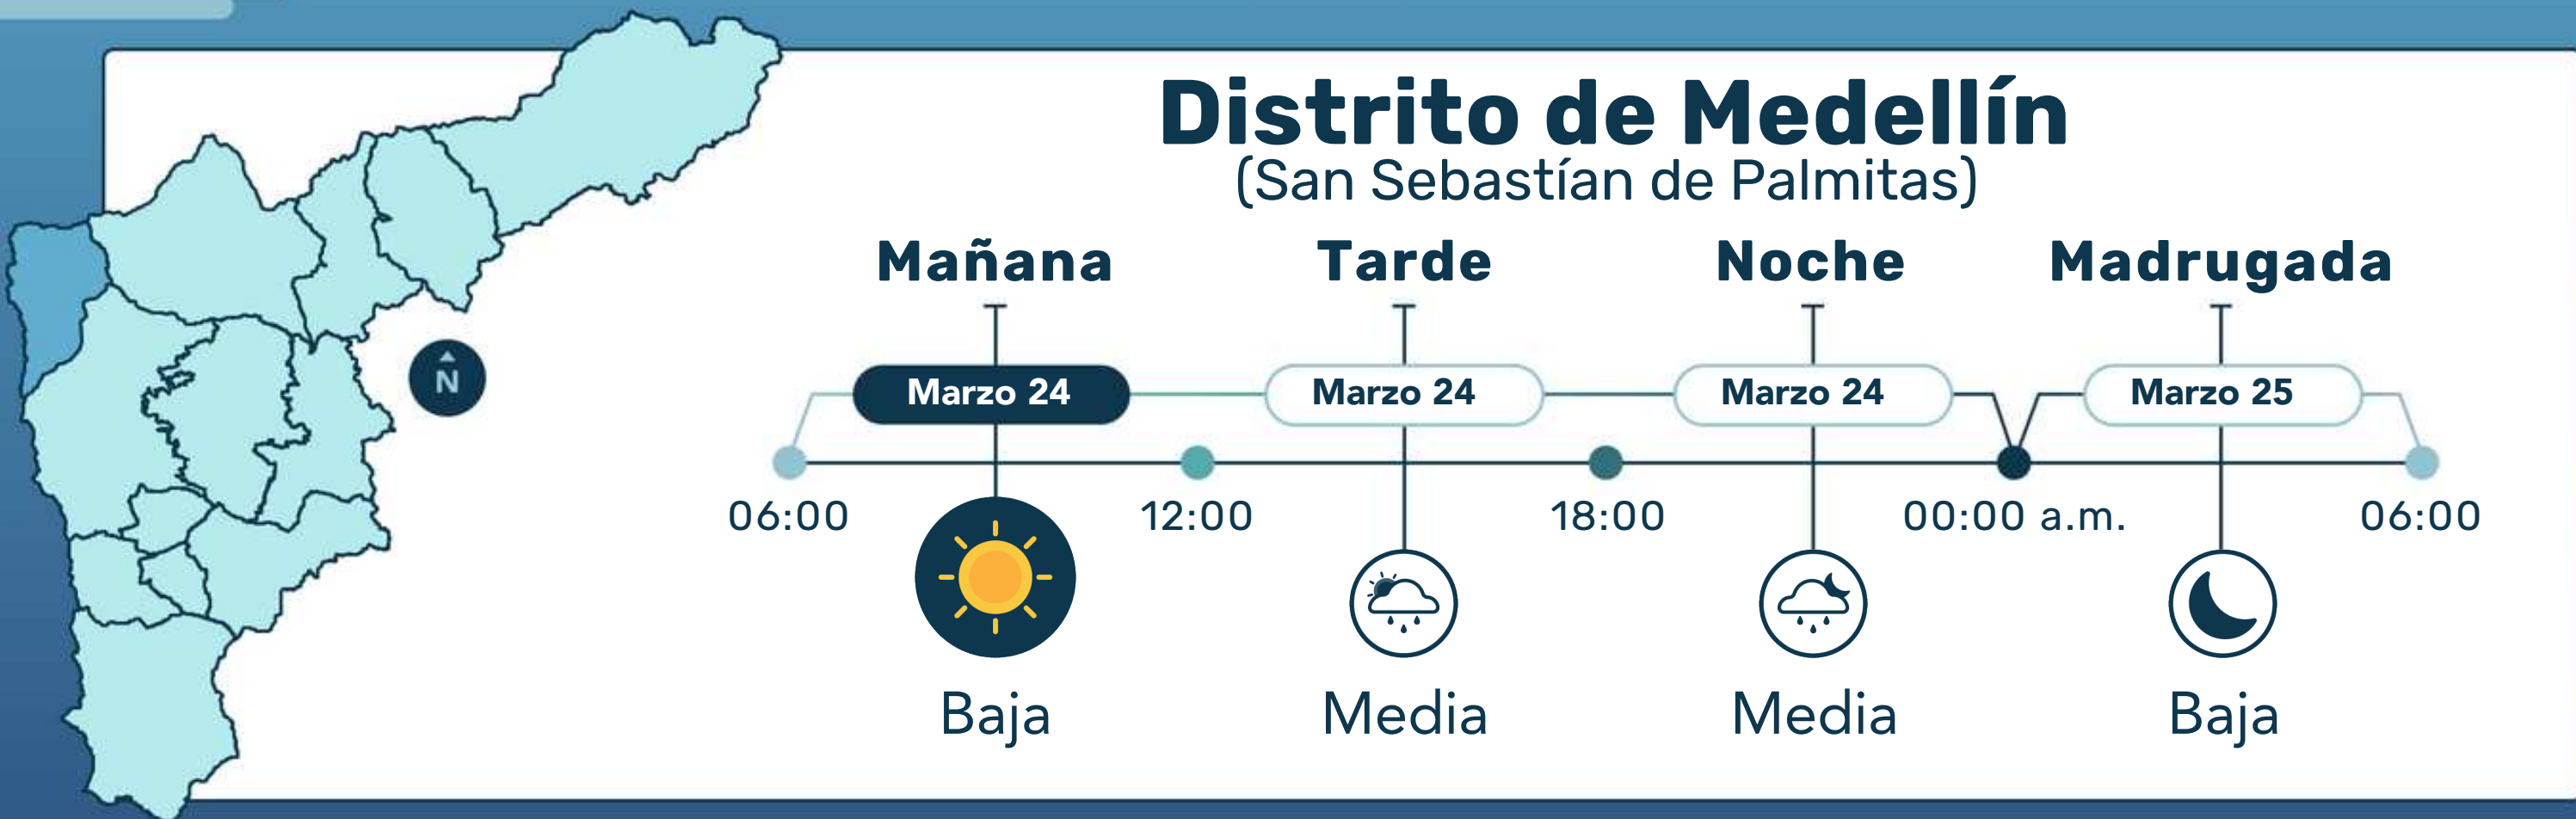 Distrito de Medellín
(San Sebastían de Palmitas)
Mañana Tarde Noche Madrugada
Marzo 24 Marzo 24 Marzo 24 Marzo 25
N
06:00 12:00 18:00 00:00 a.m. 06:00
Baja Media Media Baja